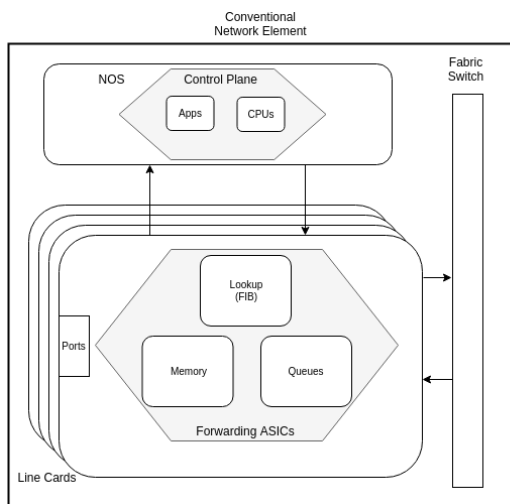 Conventional
Network Element
Fabric
Switch
NOS
Control Plane
Apps
CPUs
Lookup
(FIB)
Ports
Memory
Queues
Forwarding ASICs
Line Cards